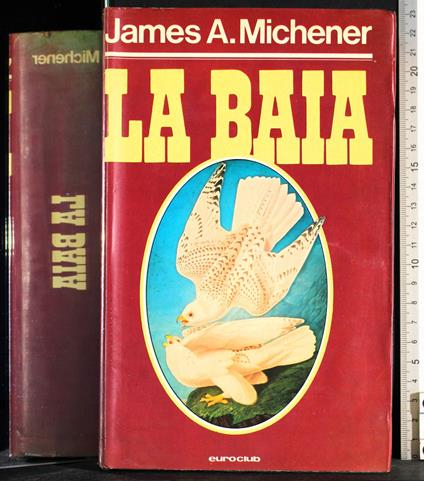 James A. Michener
LA BAIA
euroclub
Michener
LA BAIA